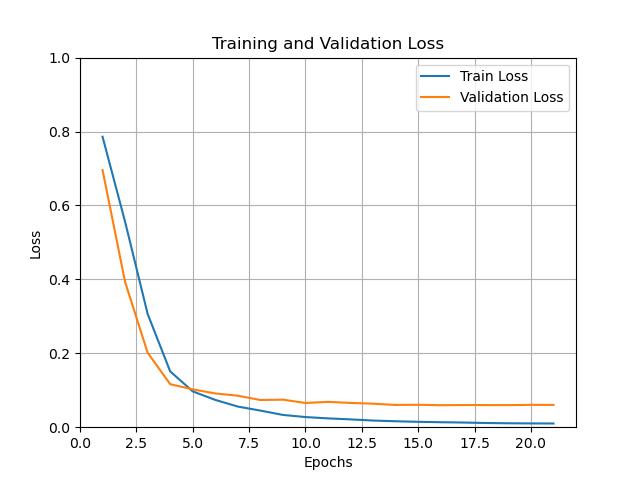 Training and Validation Loss
Train Loss
Validation Loss
1.0
0.8
0.6
0.4
0.2
0.0
Loss
0.0 2.5 5.0 7.5 10.0 12.5 15.0 17.5 20.0
Epochs